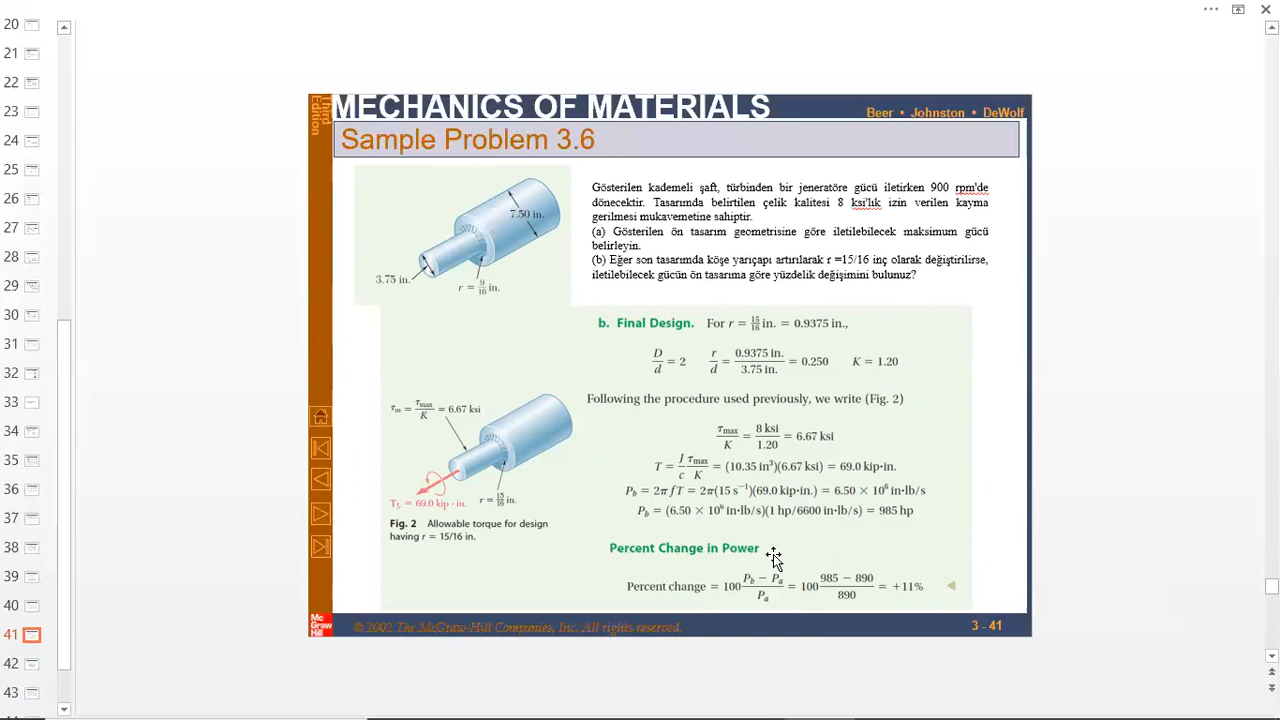 20
21
22
23
24
25
26
27
28
29
30
31
32
33
34
35
36
37
38
39
40
41
42
43
Third
Edition
MECHANICS OF MATERIALS
Beer • Johnston • DeWolf
Sample Problem 3.6
7.50 in.
3.75 in.
r = 9/16 in.
Gösterilen kademeli şaft, türbinden bir jeneratöre gücü iletirken 900 rpm'de
dönecektir. Tasarımda belirtilen çelik kalitesi 8 ksi'lık izin verilen kayma
gerilmesi mukavemetine sahiptir.
(a) Gösterilen ön tasarım geometrisine göre iletilebilecek maksimum gücü
belirleyin.
(b) Eğer son tasarımda köşe yarıçapı artırılarak r =15/16 inç olarak değiştirilirse,
iletilebilecek gücün ön tasarıma göre yüzdelik değişimini bulunuz?
b. Final Design. For r = 15/16 in. = 0.9375 in.,
D/d = 2 r/d = 0.9375 in./3.75 in. = 0.250 K = 1.20
Following the procedure used previously, we write (Fig. 2)
τmax/K = 8 ksi/1.20 = 6.67 ksi
T = J/c τmax/K = (10.35 in³)(6.67 ksi) = 69.0 kip·in.
Pb = 2πfT = 2π(15 s⁻¹)(69.0 kip·in.) = 6.50 × 10⁶ in·lb/s
Pb = (6.50 × 10⁶ in·lb/s)(1 hp/6600 in·lb/s) = 985 hp
τm = τmax/K = 6.67 ksi
Tb = 69.0 kip · in.
r = 15/16 in.
Fig. 2 Allowable torque for design
having r = 15/16 in.
Percent Change in Power
Percent change = 100 Pb − Pa/Pa = 100 985 − 890/890 = +11%
Mc
Graw
Hill
© 2002 The McGraw-Hill Companies, Inc. All rights reserved.
3 - 41